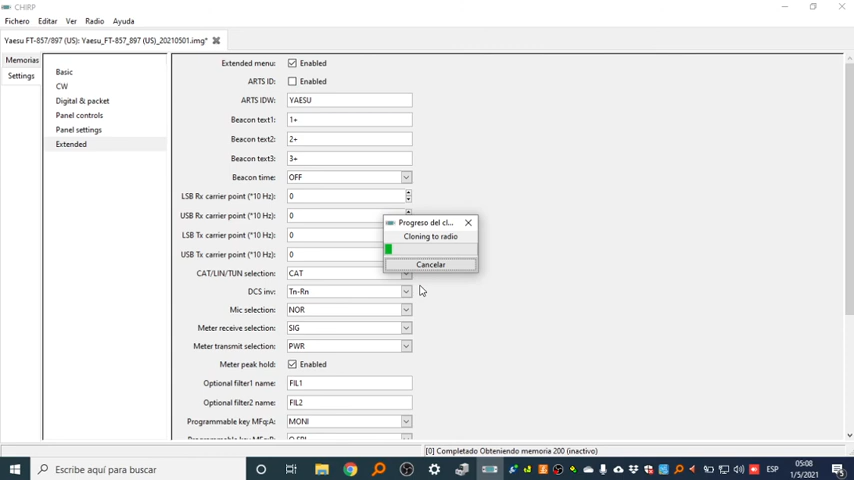 CHIRP
Fichero Editar Ver Radio Ayuda
Yaesu FT-857/897 (US): Yaesu_FT-857_897 (US)_20210501.img*
Memorias
Settings
Basic
CW
Digital & packet
Panel controls
Panel settings
Extended
Extended menu: Enabled
ARTS ID: Enabled
ARTS IDW: YAESU
Beacon text1: 1+
Beacon text2: 2+
Beacon text3: 3+
Beacon time: OFF
LSB Rx carrier point (*10 Hz): 0
USB Rx carrier point (*10 Hz): 0
LSB Tx carrier point (*10 Hz): 0
USB Tx carrier point (*10 Hz): 0
CAT/LIN/TUN selection: CAT
DCS inv: Tn-Rn
Mic selection: NOR
Meter receive selection: SIG
Meter transmit selection: PWR
Meter peak hold: Enabled
Optional filter1 name: FIL1
Optional filter2 name: FIL2
Programmable key MFq:A: MONI
Progreso del cl...
Cloning to radio
Cancelar
[0] Completado Obteniendo memoria 200 (inactivo)
Escribe aquí para buscar
ESP
05:08
1/5/2021